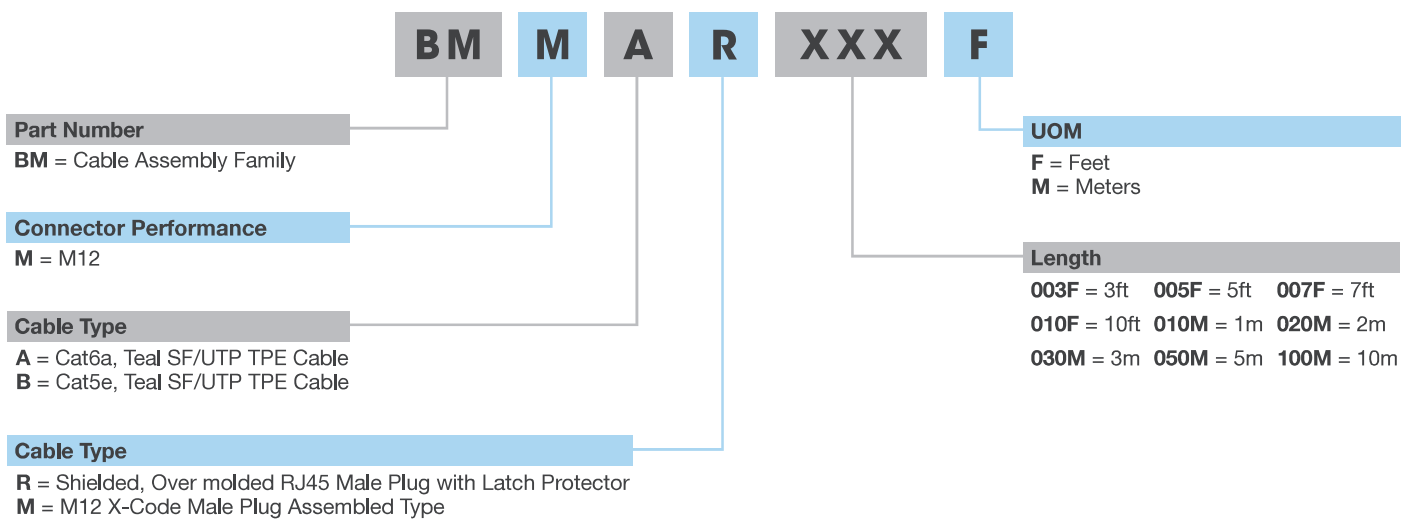 BM M A R XXX F
Part Number
BM = Cable Assembly Family
Connector Performance
M = M12
Cable Type
A = Cat6a, Teal SF/UTP TPE Cable
B = Cat5e, Teal SF/UTP TPE Cable
Cable Type
R = Shielded, Over molded RJ45 Male Plug with Latch Protector
M = M12 X-Code Male Plug Assembled Type
UOM
F = Feet
M = Meters
Length
003F = 3ft 005F = 5ft 007F = 7ft
010F = 10ft 010M = 1m 020M = 2m
030M = 3m 050M = 5m 100M = 10m